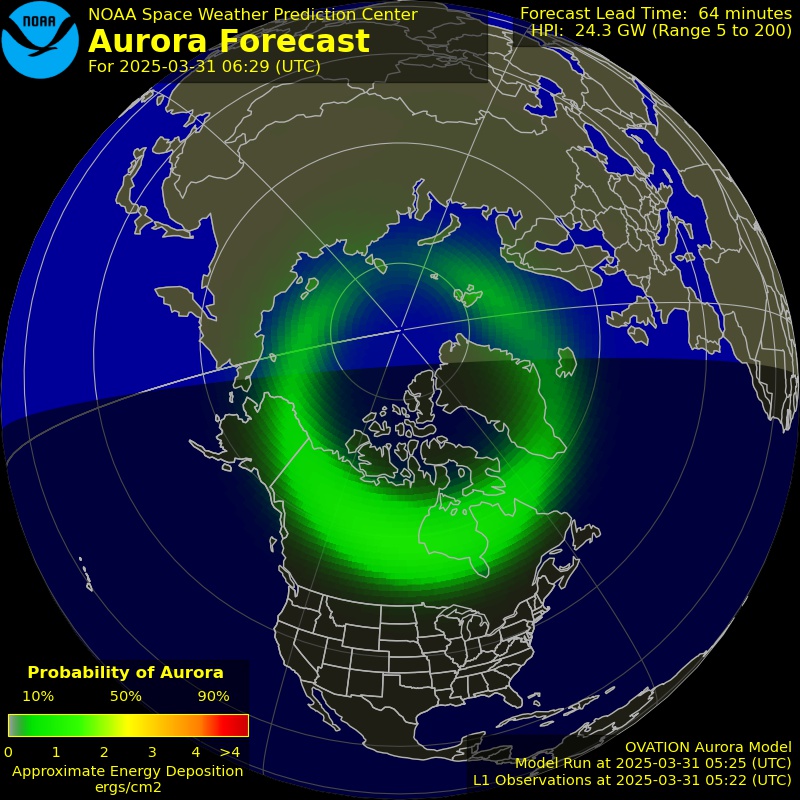 NOAA
NOAA Space Weather Prediction Center
Aurora Forecast
For 2025-03-31 06:29 (UTC)
Forecast Lead Time: 64 minutes
HPI: 24.3 GW (Range 5 to 200)
Probability of Aurora
10% 50% 90%
0 1 2 3 4 >4
Approximate Energy Deposition
ergs/cm2
OVATION Aurora Model
Model Run at 2025-03-31 05:25 (UTC)
L1 Observations at 2025-03-31 05:22 (UTC)